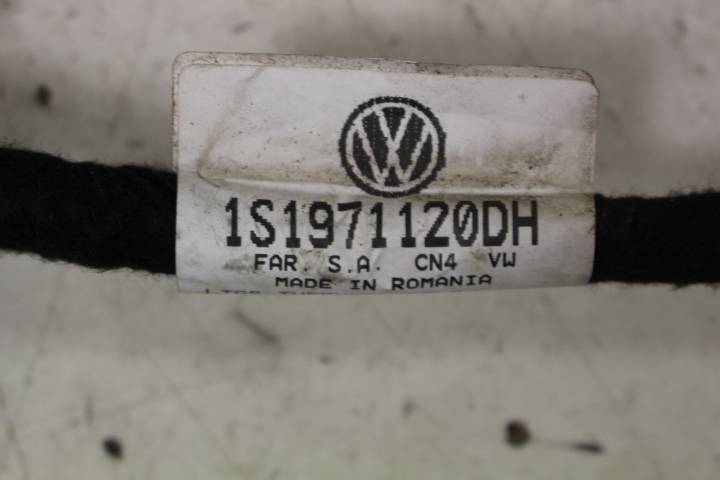 1S1971120DH
FAR. S.A. CN4 VW
MADE IN ROMANIA